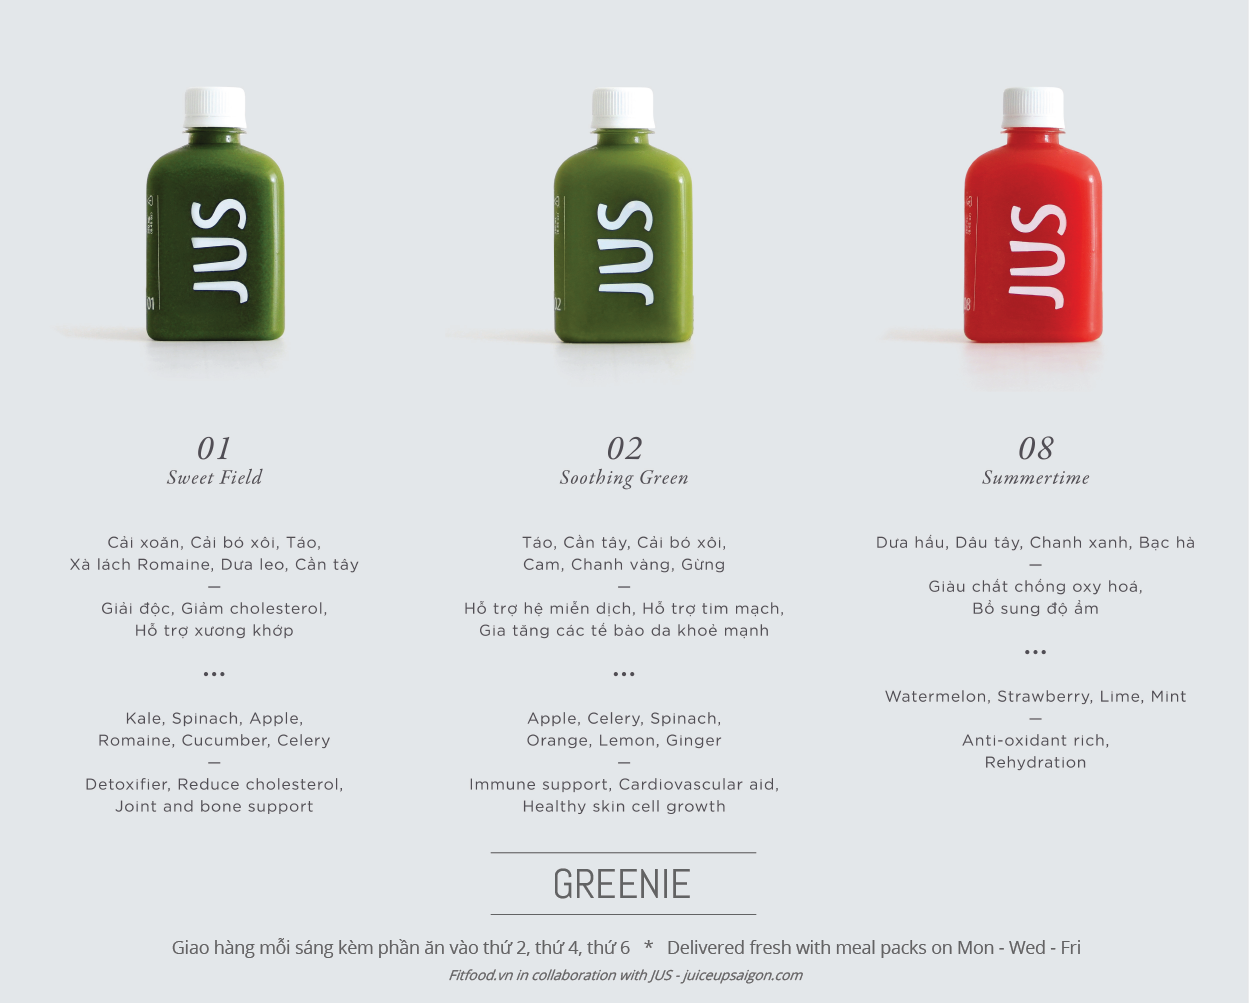 JUS
01
JUS
02
JUS
08
01
Sweet Field
Cải xoăn, Cải bó xôi, Táo,
Xà lách Romaine, Dưa leo, Cần tây
—
Giải độc, Giảm cholesterol,
Hỗ trợ xương khớp
•••
Kale, Spinach, Apple,
Romaine, Cucumber, Celery
—
Detoxifier, Reduce cholesterol,
Joint and bone support
02
Soothing Green
Táo, Cần tây, Cải bó xôi,
Cam, Chanh vàng, Gừng
—
Hỗ trợ hệ miễn dịch, Hỗ trợ tim mạch,
Gia tăng các tế bào da khoẻ mạnh
•••
Apple, Celery, Spinach,
Orange, Lemon, Ginger
—
Immune support, Cardiovascular aid,
Healthy skin cell growth
08
Summertime
Dưa hấu, Dâu tây, Chanh xanh, Bạc hà
—
Giàu chất chống oxy hoá,
Bổ sung độ ẩm
•••
Watermelon, Strawberry, Lime, Mint
—
Anti-oxidant rich,
Rehydration
GREENIE
Giao hàng mỗi sáng kèm phần ăn vào thứ 2, thứ 4, thứ 6 * Delivered fresh with meal packs on Mon - Wed - Fri
Fitfood.vn in collaboration with JUS - juiceupsaigon.com